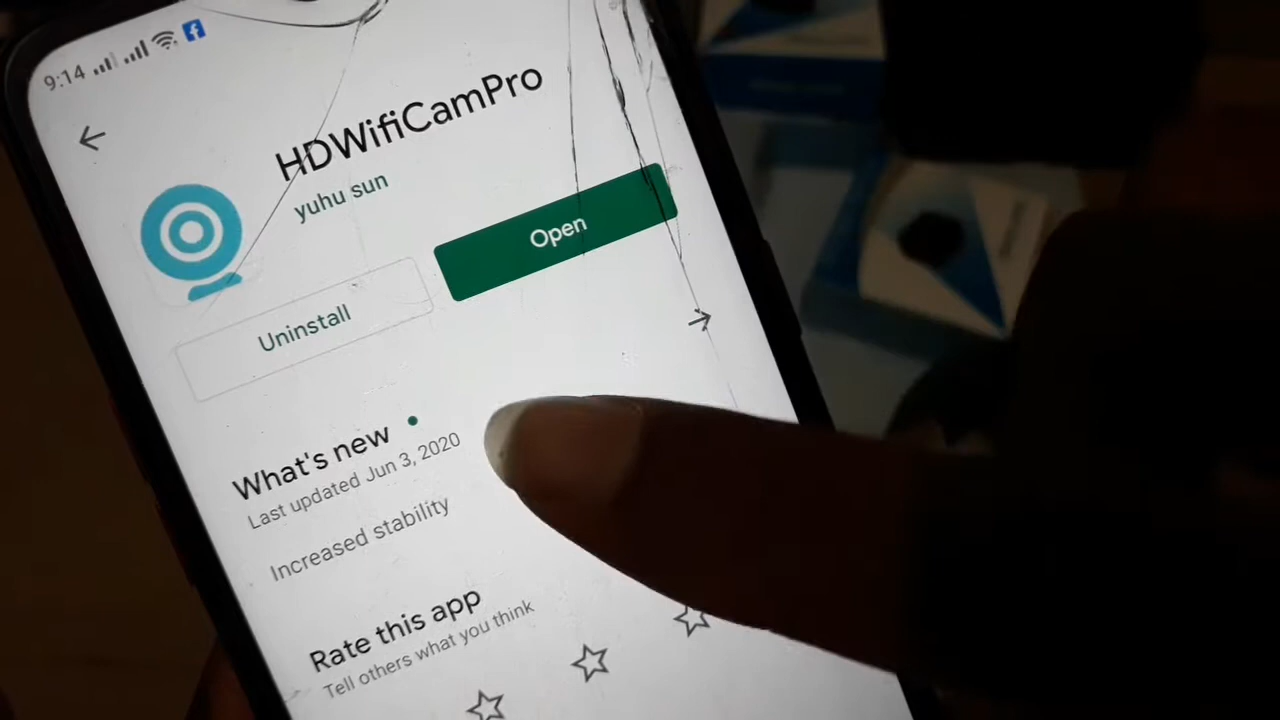 9:14
HDWifiCamPro
yuhu sun
Uninstall
Open
What's new
Last updated Jun 3, 2020
Increased stability
Rate this app
Tell others what you think